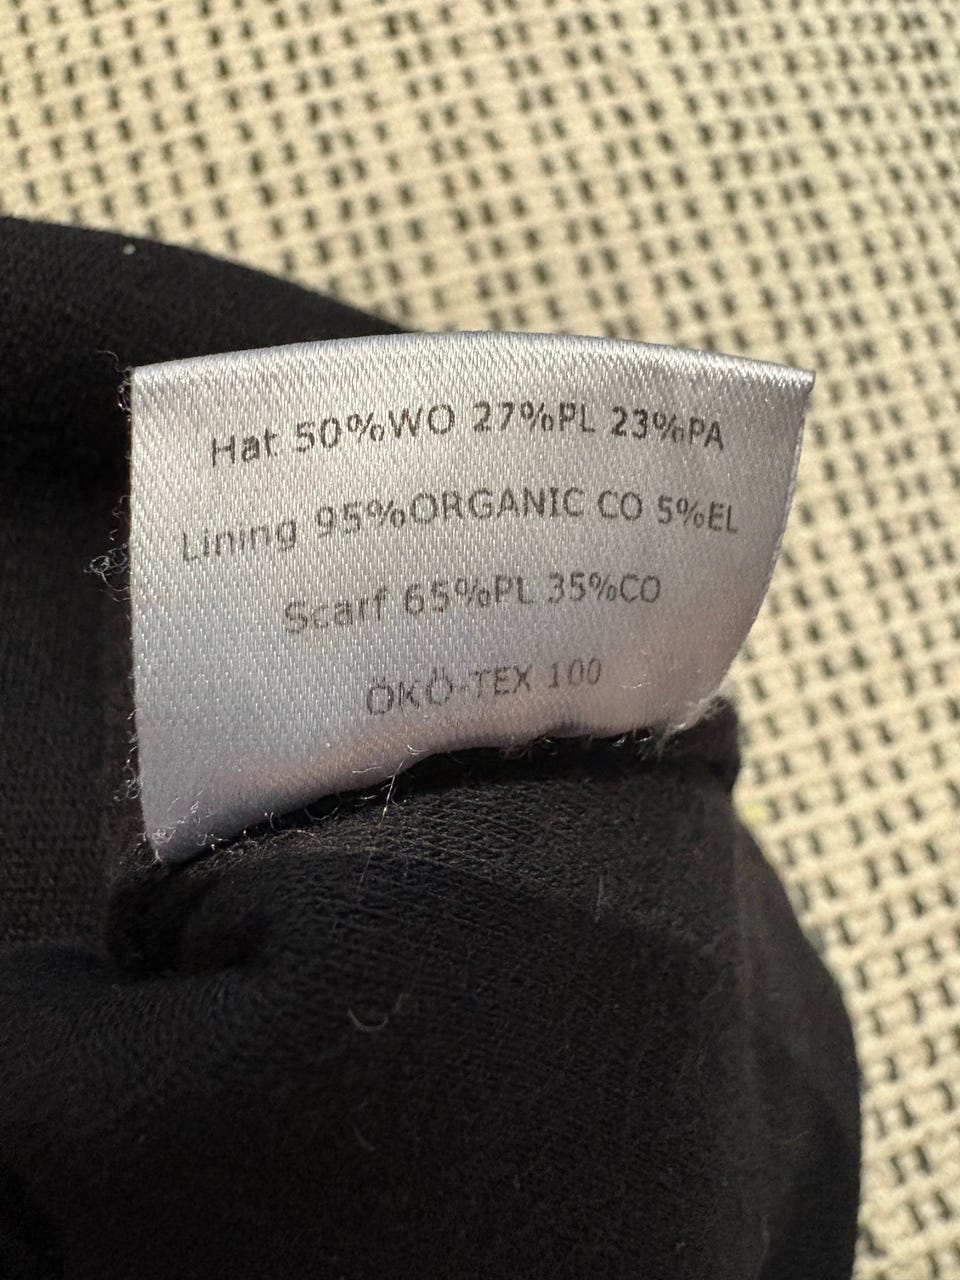 Hat 50%WO 27%PL 23%PA
Lining 95%ORGANIC CO 5%EL
Scarf 65%PL 35%CO
ÖKÖ-TEX 100